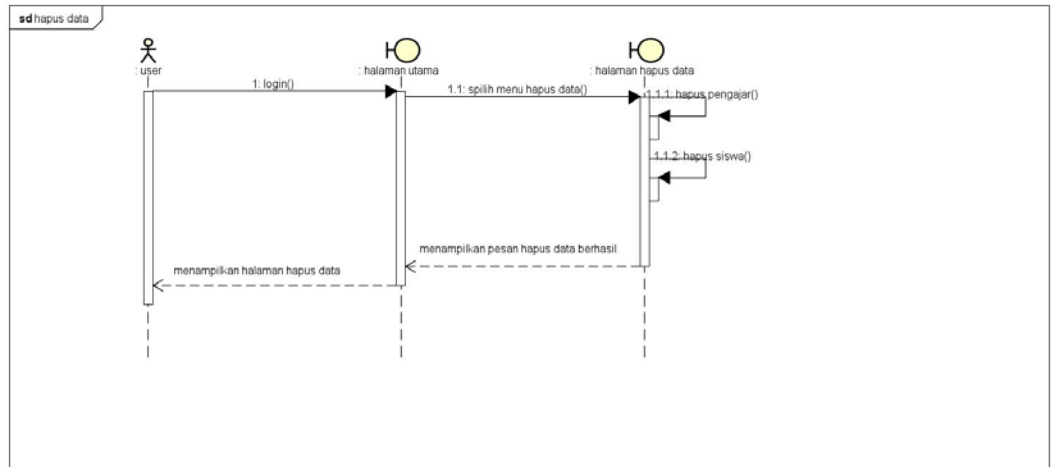 sd hapus data
: user
: halaman utama
: halaman hapus data
1: login()
1.1: spilih menu hapus data()
1.1.1: hapus pengajar()
1.1.2: hapus siswa()
menampilkan pesan hapus data berhasil
menampilkan halaman hapus data